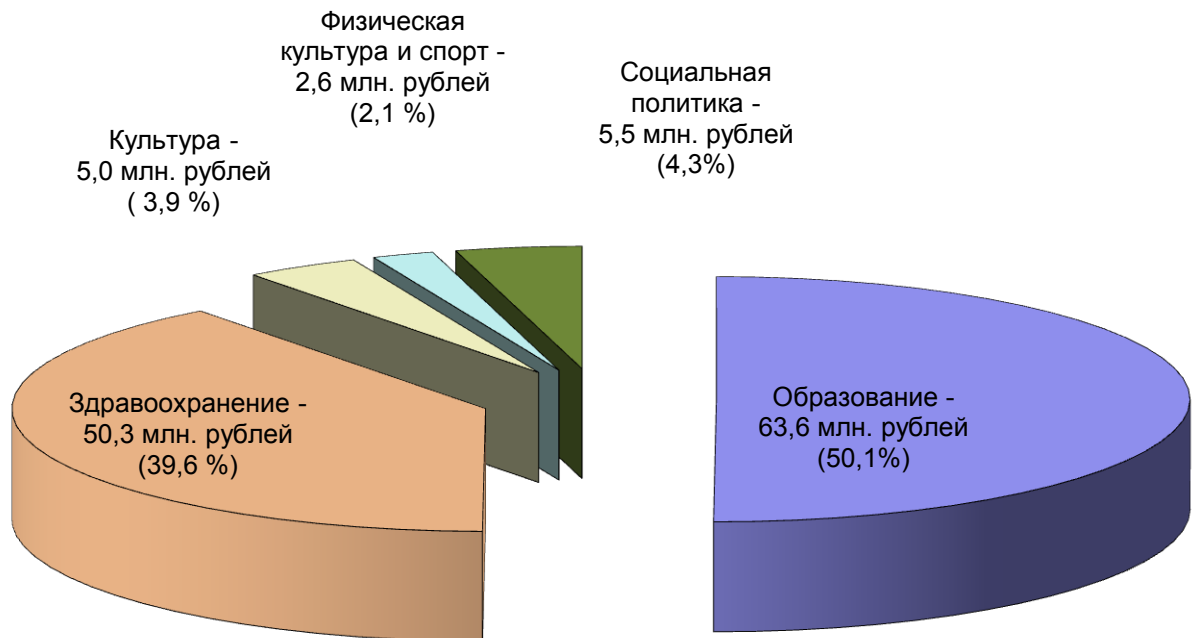 Физическая
культура и спорт -
2,6 млн. рублей
(2,1 %)
Социальная
политика -
5,5 млн. рублей
(4,3%)
Культура -
5,0 млн. рублей
( 3,9 %)
Здравоохранение -
50,3 млн. рублей
(39,6 %)
Образование -
63,6 млн. рублей
(50,1%)